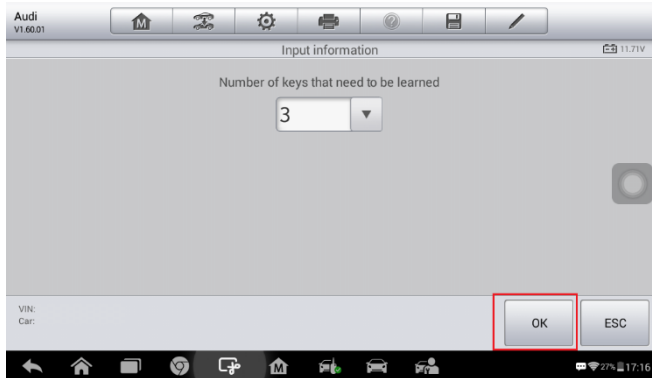 Audi
V1.60.01
M
Input information
11.71V
Number of keys that need to be learned
3
VIN:
Car:
OK
ESC
M
27% 17:16